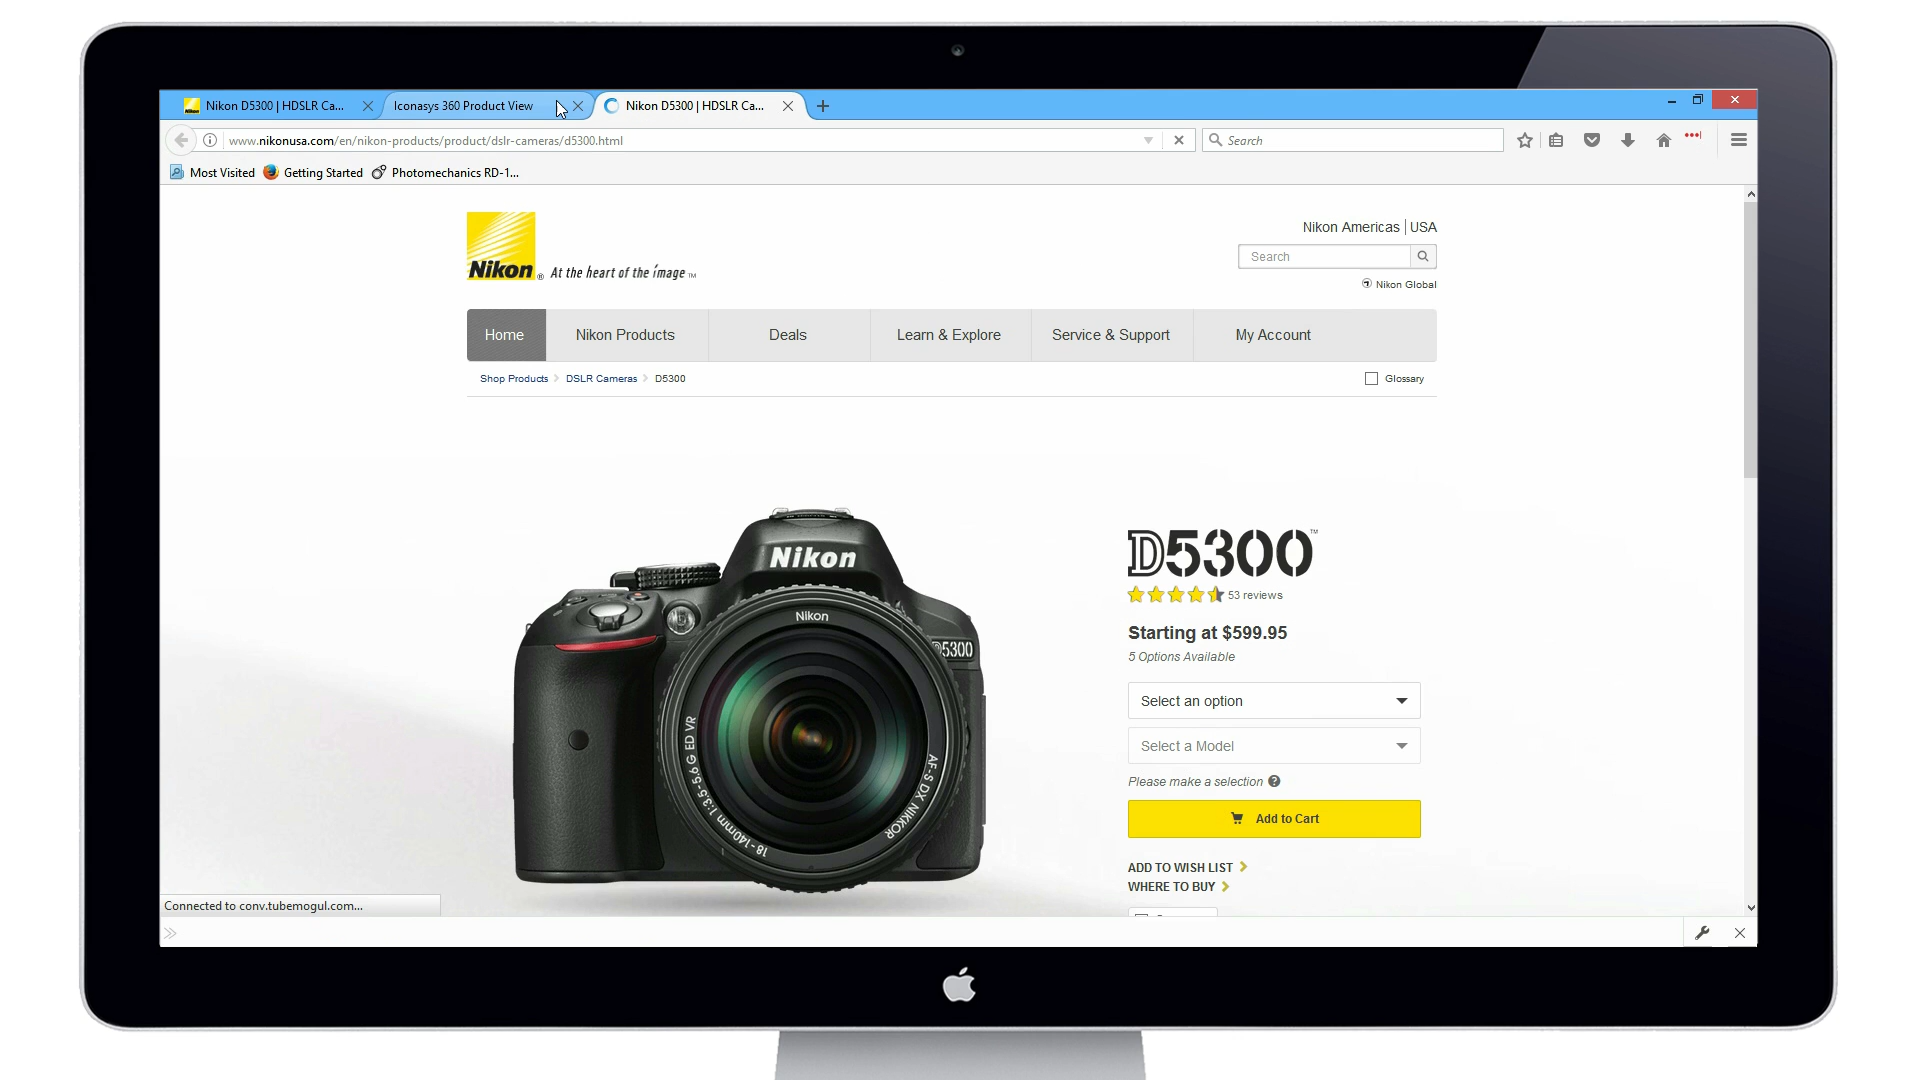 Nikon D5300 | HDSLR Ca...
Iconasys 360 Product View
Nikon D5300 | HDSLR Ca...
www.nikonusa.com/en/nikon-products/product/dslr-cameras/d5300.html
Search
Most Visited
Getting Started
Photomechanics RD-1...
Nikon
® At the heart of the image™
Nikon Americas | USA
Search
Nikon Global
Home
Nikon Products
Deals
Learn & Explore
Service & Support
My Account
Shop Products
DSLR Cameras
D5300
Glossary
Nikon
Nikon
D5300
18-140mm 1:3.5-5.6 G ED VR
AF-S DX NIKKOR
D5300™
53 reviews
Starting at $599.95
5 Options Available
Select an option
Select a Model
Please make a selection ?
Add to Cart
ADD TO WISH LIST
WHERE TO BUY
Connected to conv.tubemogul.com...